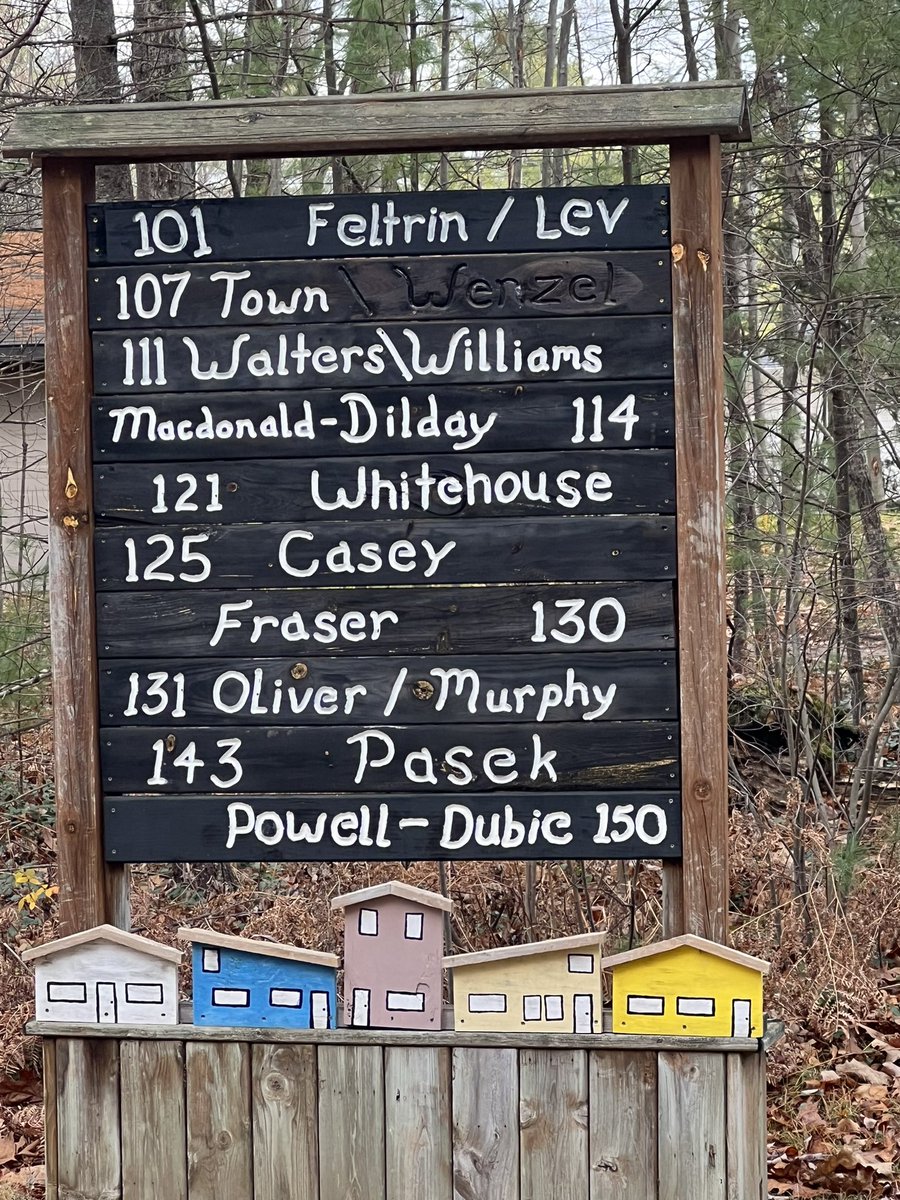 101 Feltrin / Lev
107 Town \ Wenzel
111 Walters\Williams
Macdonald-Dilday 114
121 Whitehouse
125 Casey
Fraser 130
131 Oliver / Murphy
143 Pasek
Powell-Dubie 150